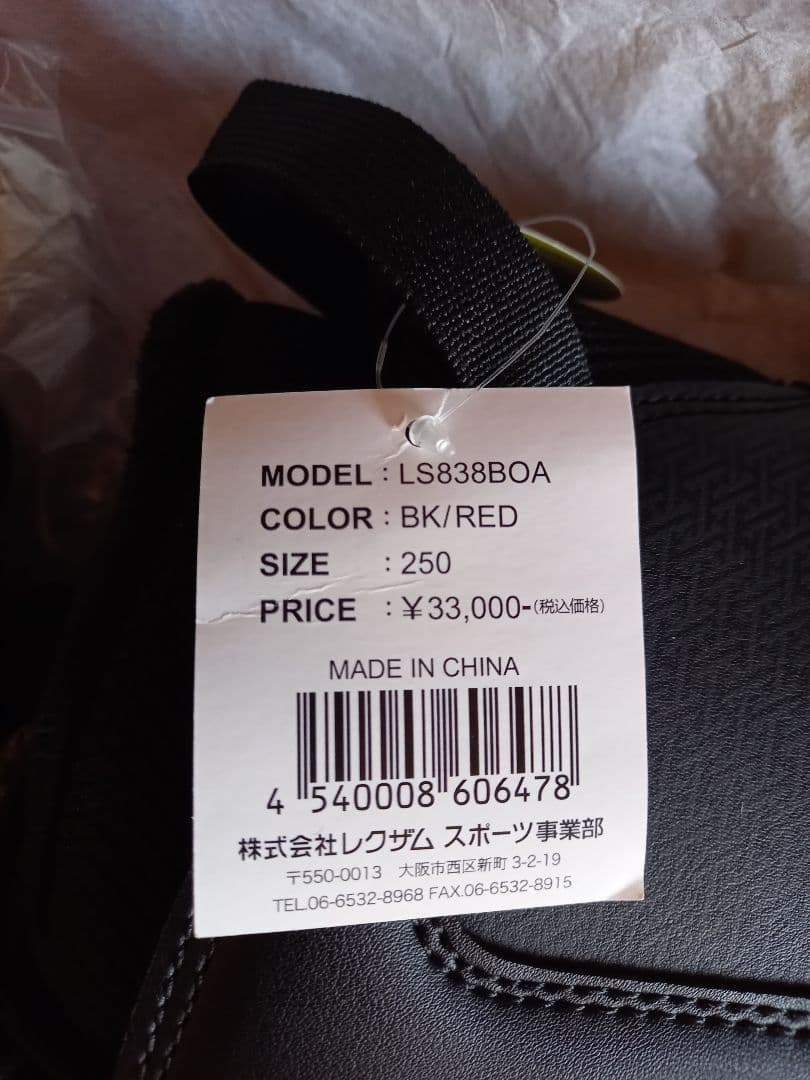 MODEL : LS838BOA
COLOR : BK/RED
SIZE : 250
PRICE : ¥33,000-(税込価格)
MADE IN CHINA
4 540008 606478
株式会社レクザム スポーツ事業部
〒550-0013 大阪市西区新町 3-2-19
TEL.06-6532-8968 FAX.06-6532-8915